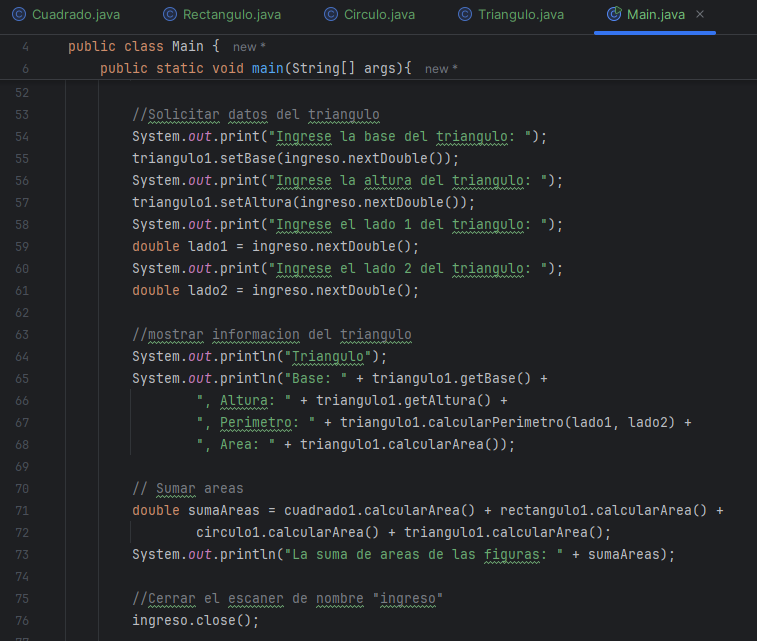 Cuadrado.java Rectangulo.java Circulo.java Triangulo.java Main.java ×
4 public class Main { new *
6 public static void main(String[] args){ new *
52
53 //Solicitar datos del triangulo
54 System.out.print("Ingrese la base del triangulo: ");
55 triangulo1.setBase(ingreso.nextDouble());
56 System.out.print("Ingrese la altura del triangulo: ");
57 triangulo1.setAltura(ingreso.nextDouble());
58 System.out.print("Ingrese el lado 1 del triangulo: ");
59 double lado1 = ingreso.nextDouble();
60 System.out.print("Ingrese el lado 2 del triangulo: ");
61 double lado2 = ingreso.nextDouble();
62
63 //mostrar informacion del triangulo
64 System.out.println("Triangulo");
65 System.out.println("Base: " + triangulo1.getBase() +
66 ", Altura: " + triangulo1.getAltura() +
67 ", Perimetro: " + triangulo1.calcularPerimetro(lado1, lado2) +
68 ", Area: " + triangulo1.calcularArea());
69
70 // Sumar areas
71 double sumaAreas = cuadrado1.calcularArea() + rectangulo1.calcularArea() +
72 circulo1.calcularArea() + triangulo1.calcularArea();
73 System.out.println("La suma de areas de las figuras: " + sumaAreas);
74
75 //Cerrar el escaner de nombre "ingreso"
76 ingreso.close();